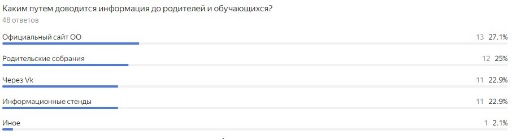 Каким путем доводится информация до родителей и обучающихся?
48 ответов
Официальный сайт ОО 13 27.1%
Родительские собрания 12 25%
Через Vk 11 22.9%
Информационные стенды 11 22.9%
Иное 1 2.1%